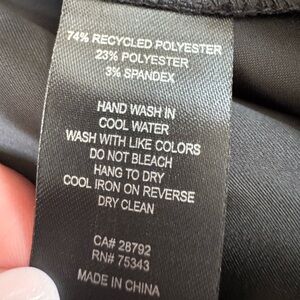 74% RECYCLED POLYESTER
23% POLYESTER
3% SPANDEX
HAND WASH IN
COOL WATER
WASH WITH LIKE COLORS
DO NOT BLEACH
HANG TO DRY
COOL IRON ON REVERSE
DRY CLEAN
CA# 28792
RN# 75343
MADE IN CHINA